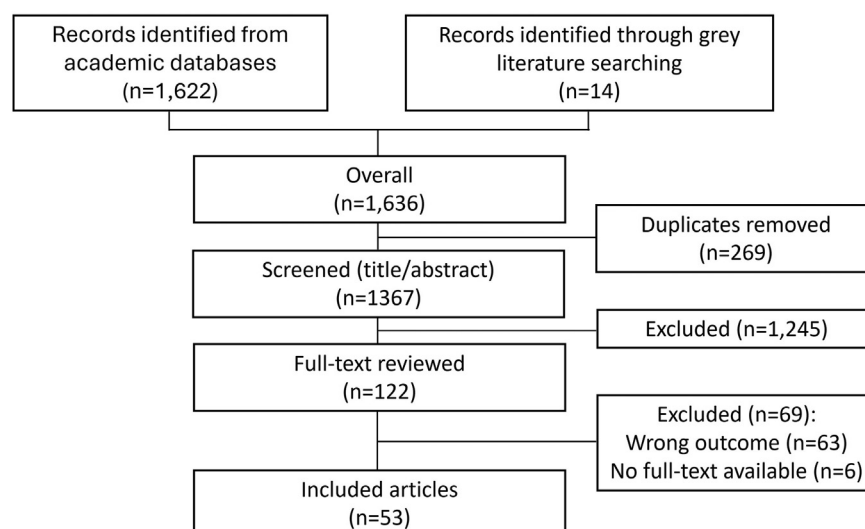 Records identified from
academic databases
(n=1,622)
Records identified through grey
literature searching
(n=14)
Overall
(n=1,636)
Duplicates removed
(n=269)
Screened (title/abstract)
(n=1367)
Excluded (n=1,245)
Full-text reviewed
(n=122)
Excluded (n=69):
Wrong outcome (n=63)
No full-text available (n=6)
Included articles
(n=53)